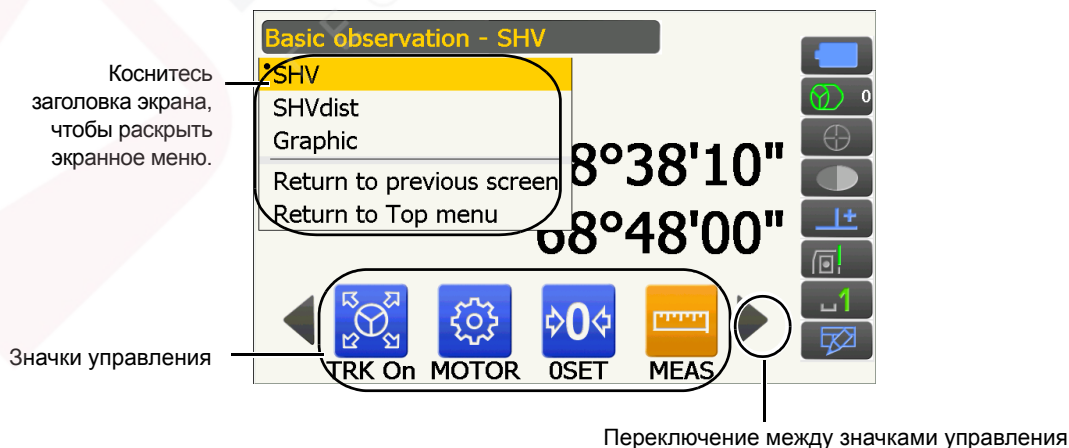 Basic observation - SHV
Коснитесь
заголовка экрана,
чтобы раскрыть
экранное меню.
SHV
SHVdist
Graphic
Return to previous screen
Return to Top menu
8°38'10"
68°48'00"
0
1
Значки управления
0
TRK On MOTOR 0SET MEAS
Переключение между значками управления